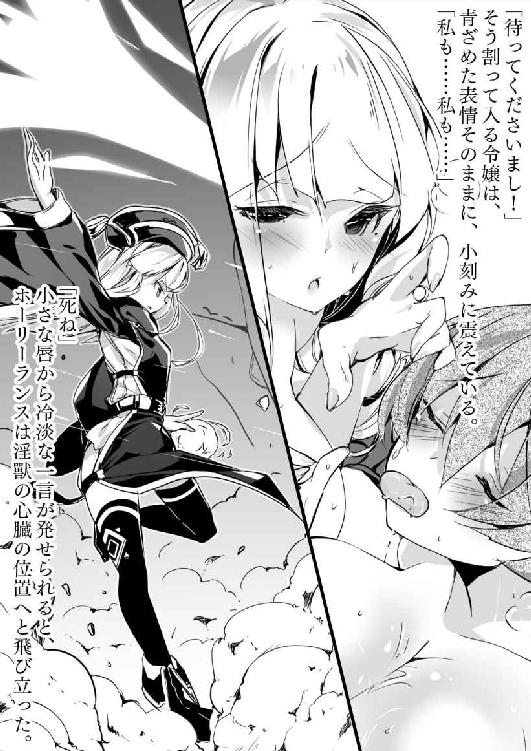 「待ってくださいまし！」
そう割って入る令嬢は、
青ざめた表情そのままに、小刻みに震えている。
「私も……私も……」
「死ね」
小さな唇から冷淡な一言が発せられると、
ホーリーランスは淫獣の心臓の位置へと飛び立った。